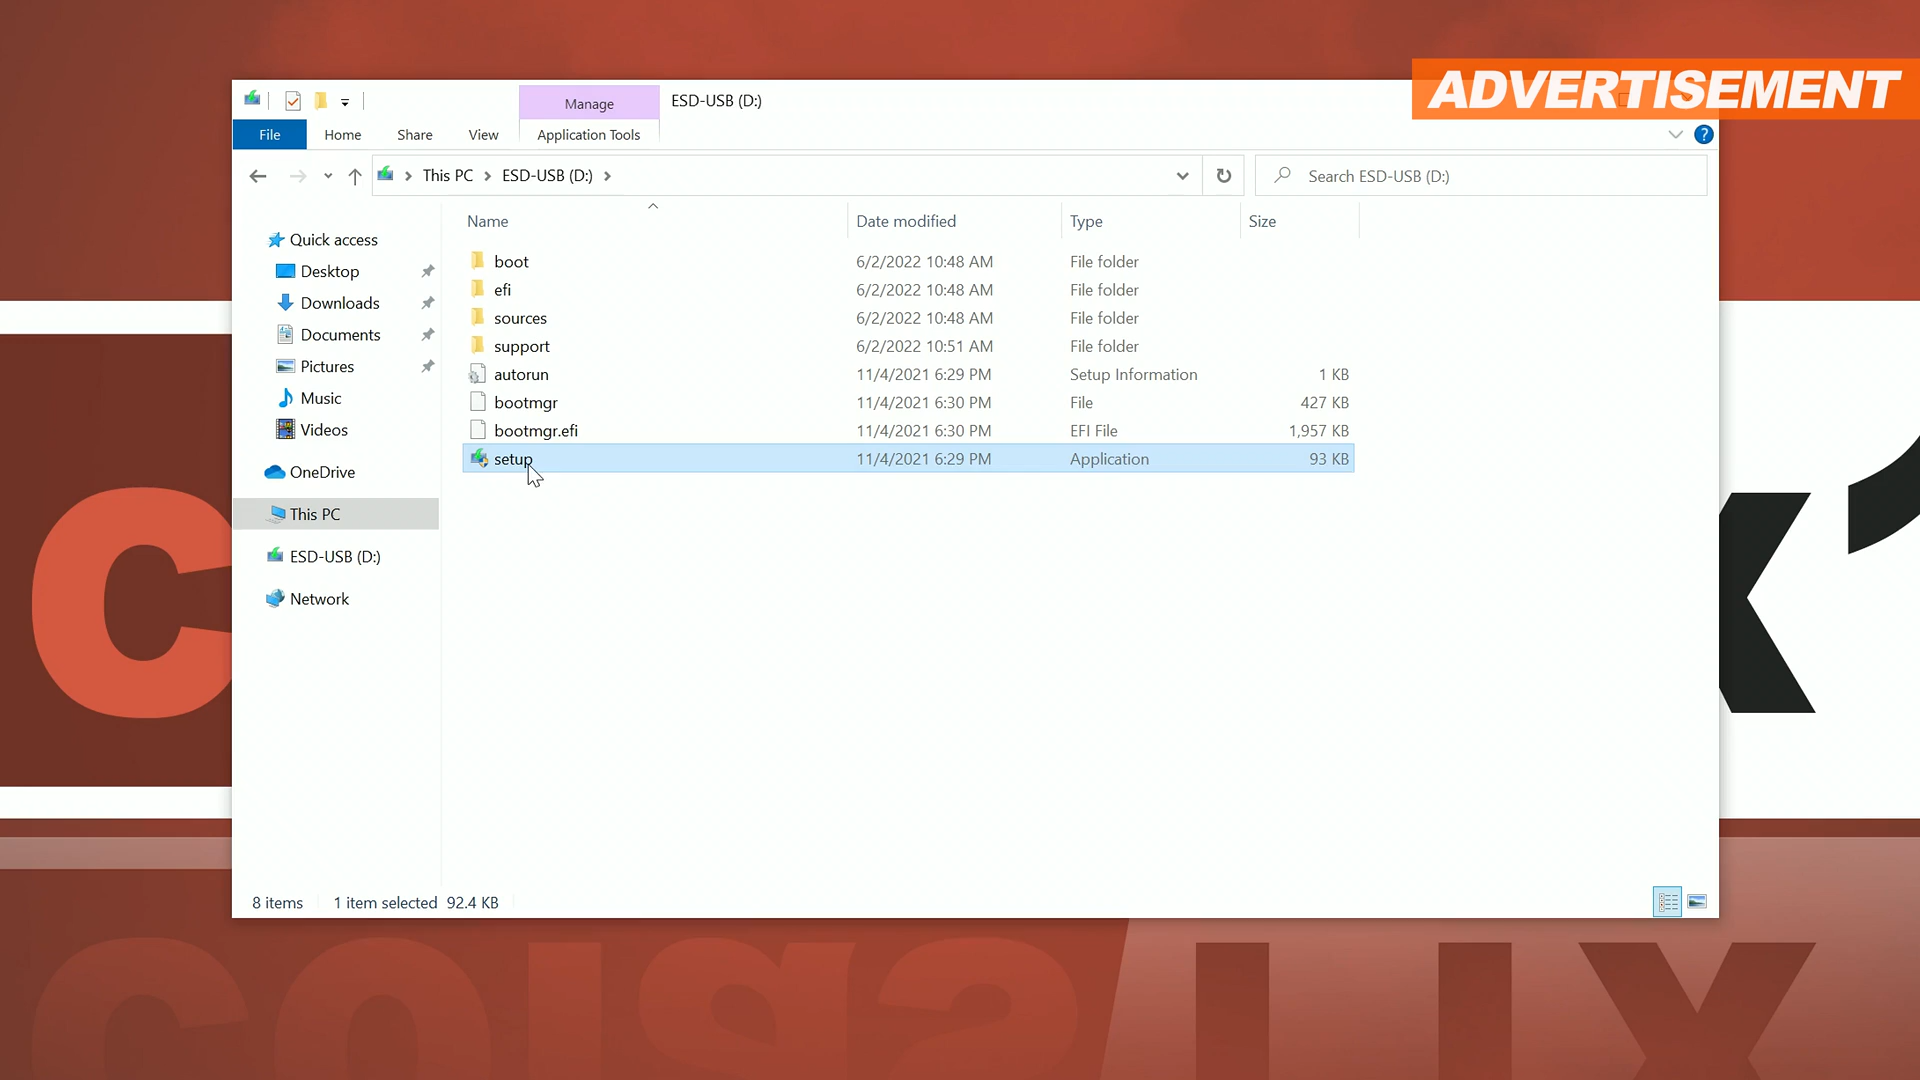 ADVERTISEMENT
Manage
ESD-USB (D:)
File
Home
Share
View
Application Tools
This PC
ESD-USB (D:)
Search ESD-USB (D:)
Name
Date modified
Type
Size
Quick access
Desktop
Downloads
Documents
Pictures
Music
Videos
OneDrive
This PC
ESD-USB (D:)
Network
boot 6/2/2022 10:48 AM File folder
efi 6/2/2022 10:48 AM File folder
sources 6/2/2022 10:48 AM File folder
support 6/2/2022 10:51 AM File folder
autorun 11/4/2021 6:29 PM Setup Information 1 KB
bootmgr 11/4/2021 6:30 PM File 427 KB
bootmgr.efi 11/4/2021 6:30 PM EFI File 1,957 KB
setup 11/4/2021 6:29 PM Application 93 KB
8 items
1 item selected 92.4 KB